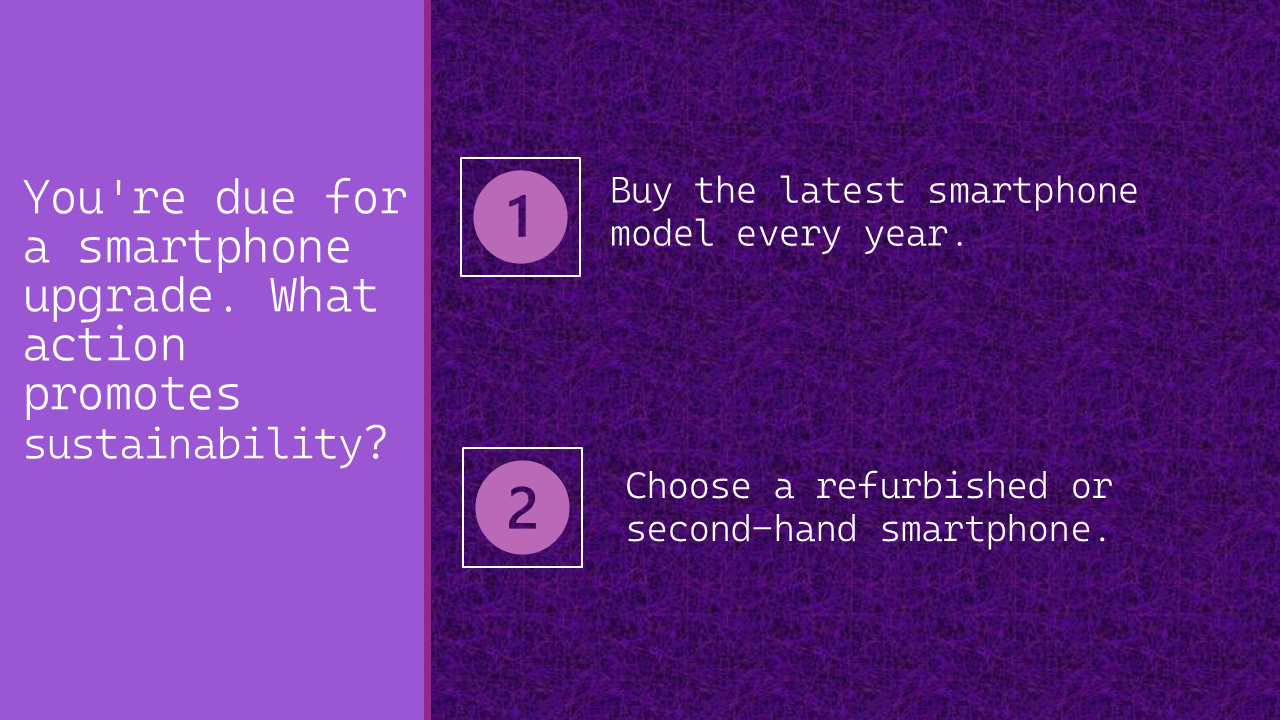 You're due for
a smartphone
upgrade. What
action
promotes
sustainability?
1
Buy the latest smartphone
model every year.
2
Choose a refurbished or
second-hand smartphone.